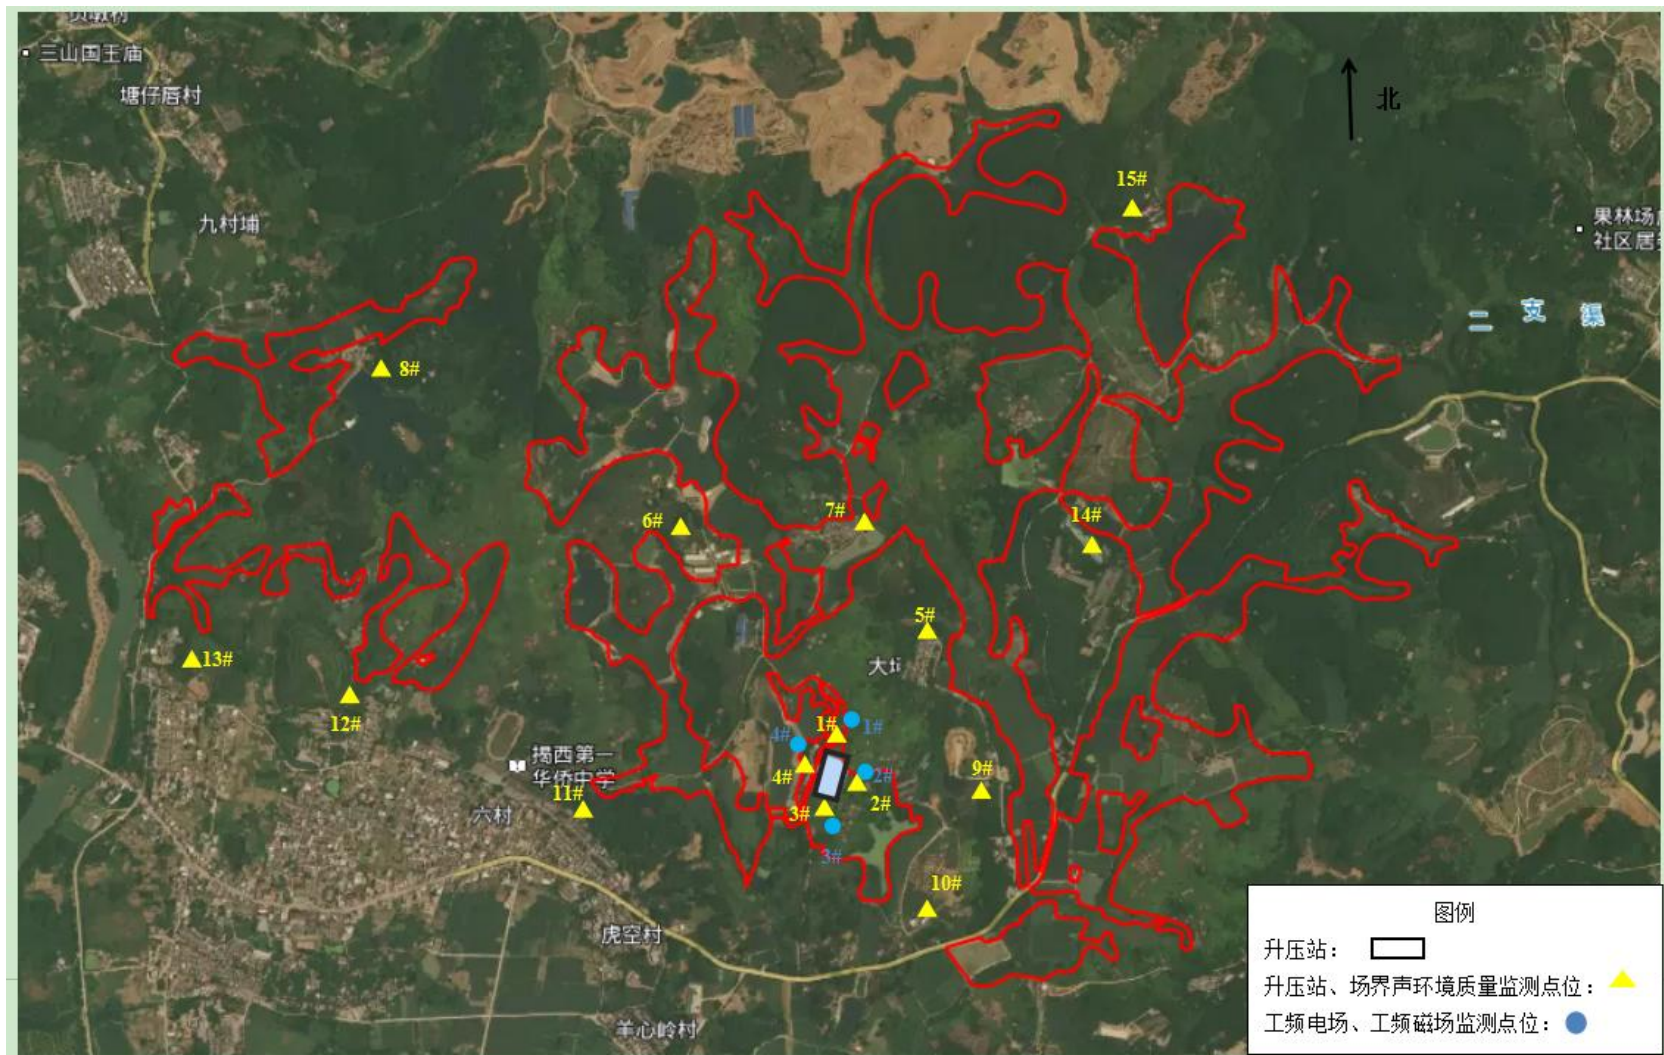 三山国王庙
塘仔唇村
北
15#
九村埔
果林场
社区居
二 支 渠
8#
6#
7#
14#
5#
13#
大
12#
1#
1#
4#
揭西第一
华侨中学
4#
2#
2#
9#
11#
六村
3#
3#
10#
虎空村
羊心岭村
图例
升压站：
升压站、场界声环境质量监测点位：
工频电场、工频磁场监测点位：